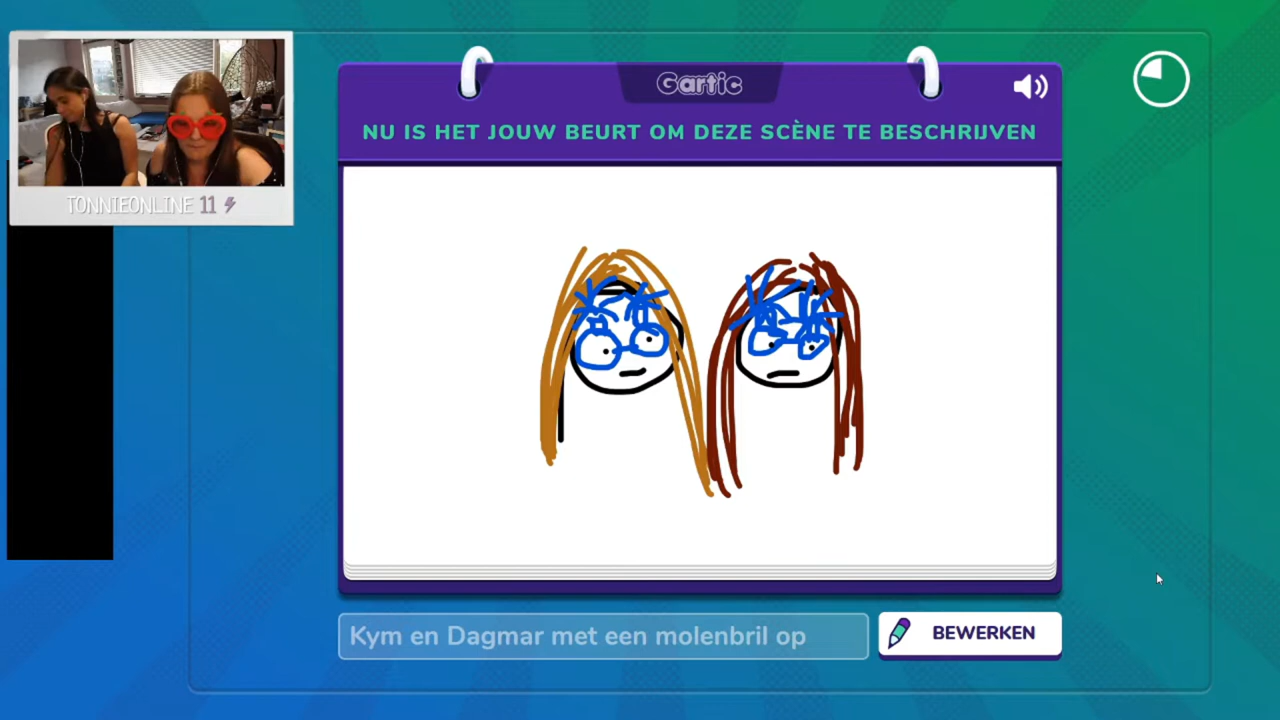 Gartic
NU IS HET JOUW BEURT OM DEZE SCÈNE TE BESCHRIJVEN
TONNIEONLINE 11
Kym en Dagmar met een molenbril op
BEWERKEN